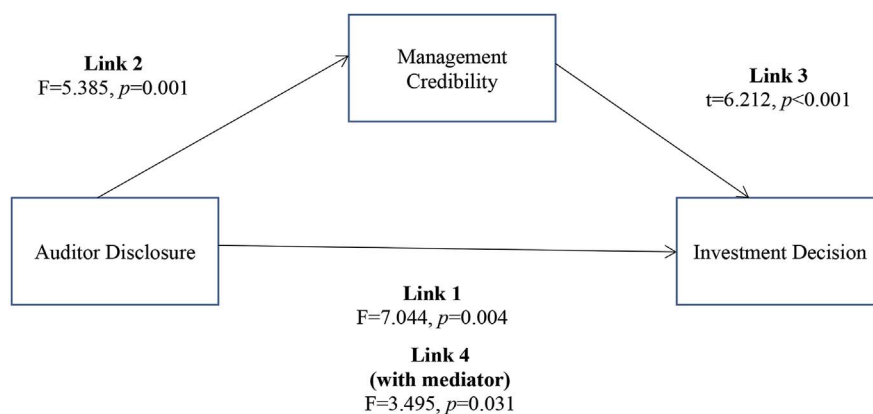 Link 2
F=5.385, p=0.001
Management
Credibility
Link 3
t=6.212, p<0.001
Auditor Disclosure
Investment Decision
Link 1
F=7.044, p=0.004
Link 4
(with mediator)
F=3.495, p=0.031